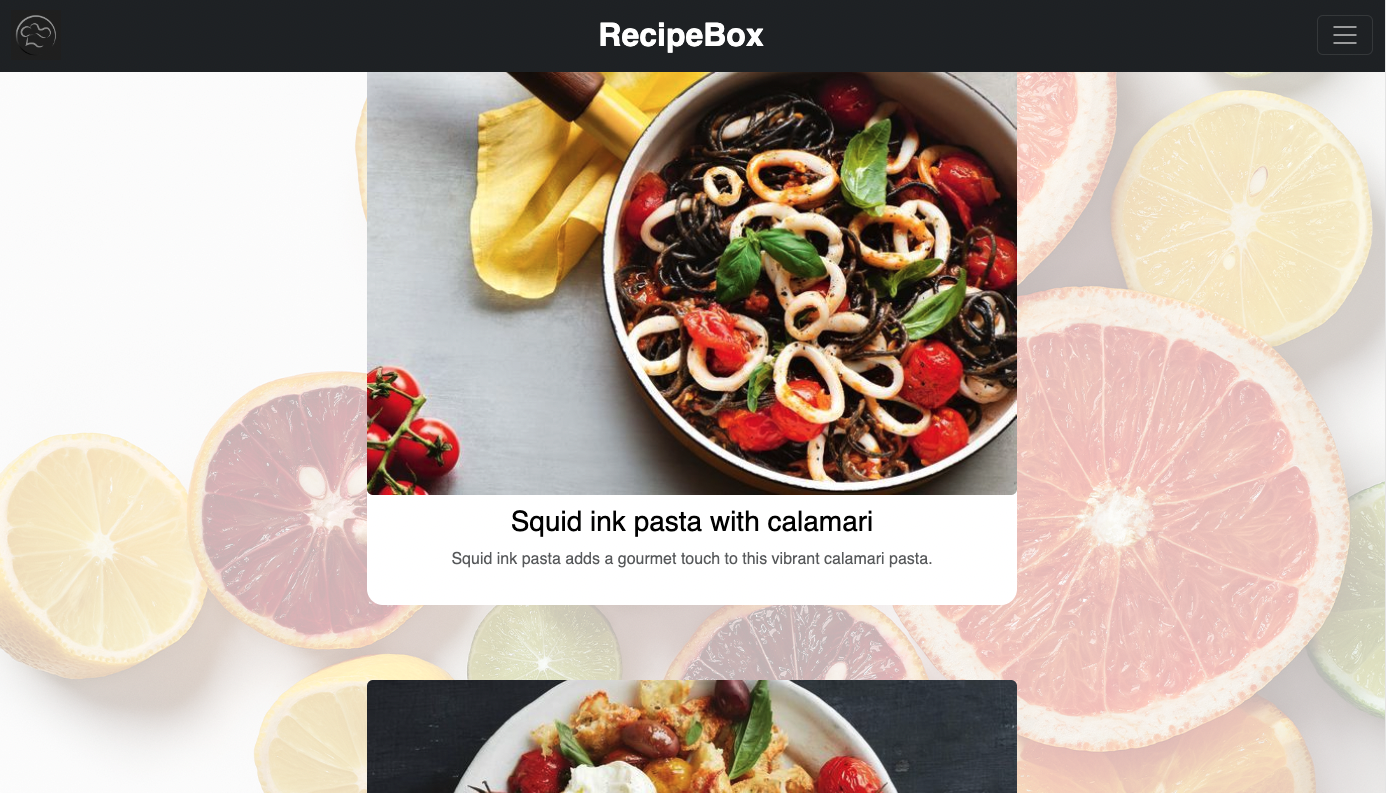 RecipeBox
Squid ink pasta with calamari
Squid ink pasta adds a gourmet touch to this vibrant calamari pasta.